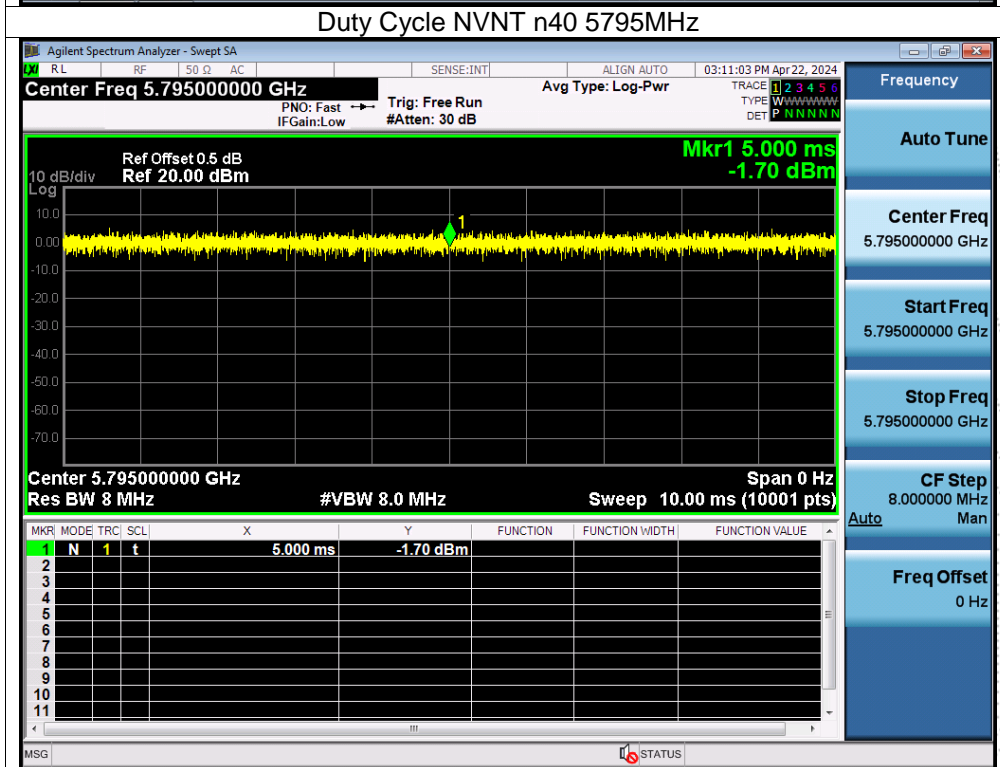 Duty Cycle NVNT n40 5795MHz
Agilent Spectrum Analyzer - Swept SA
LXI RL RF 50 Ω AC SENSE:INT ALIGN AUTO 03:11:03 PM Apr 22, 2024
Center Freq 5.795000000 GHz
PNO: Fast
IFGain:Low
Trig: Free Run
#Atten: 30 dB
Avg Type: Log-Pwr
TRACE 1 2 3 4 5 6
TYPE WWWWWW
DET P N N N N N
Mkr1 5.000 ms
-1.70 dBm
Ref Offset 0.5 dB
10 dB/div Ref 20.00 dBm
Log
10.0
0.00
-10.0
-20.0
-30.0
-40.0
-50.0
-60.0
-70.0
1
Center 5.795000000 GHz Span 0 Hz
Res BW 8 MHz #VBW 8.0 MHz Sweep 10.00 ms (10001 pts)
MKR MODE TRC SCL X Y FUNCTION FUNCTION WIDTH FUNCTION VALUE
1 N 1 t 5.000 ms -1.70 dBm
2
3
4
5
6
7
8
9
10
11
MSG STATUS
Frequency
Auto Tune
Center Freq
5.795000000 GHz
Start Freq
5.795000000 GHz
Stop Freq
5.795000000 GHz
CF Step
8.000000 MHz
Auto Man
Freq Offset
0 Hz